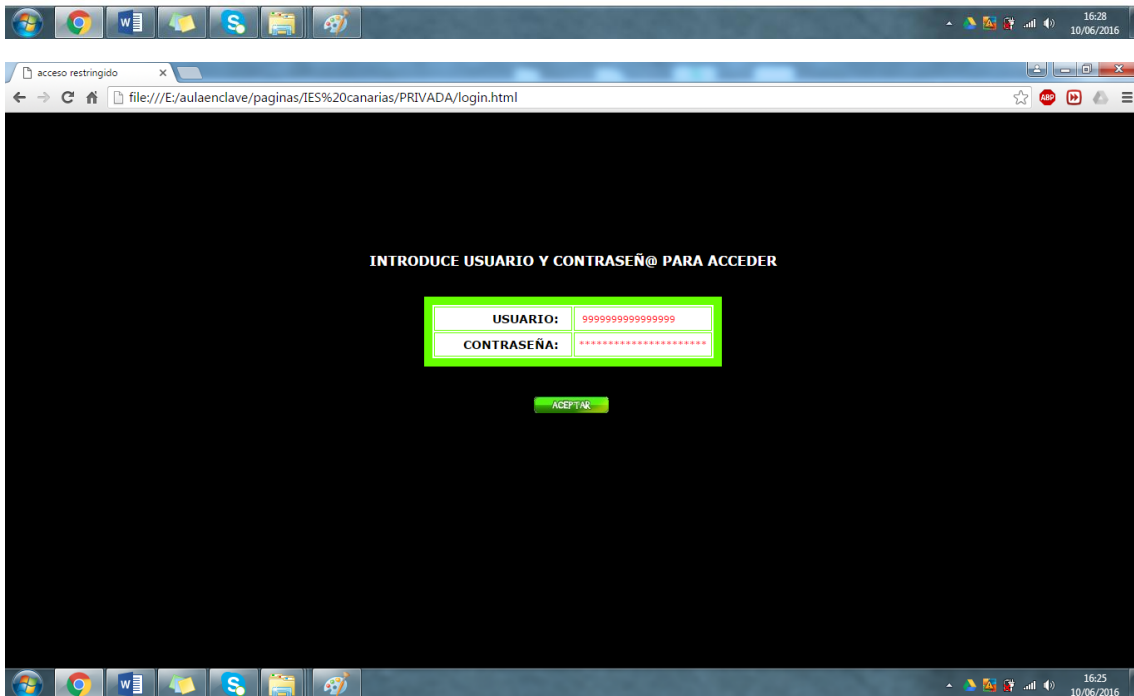 16:28
10/06/2016
acceso restringido
file:///E:/aulaenclave/paginas/IES%20canarias/PRIVADA/login.html
ABP
INTRODUCE USUARIO Y CONTRASEÑ@ PARA ACCEDER
USUARIO: 9999999999999999
CONTRASEÑA: **********************
ACEPTAR
16:25
10/06/2016